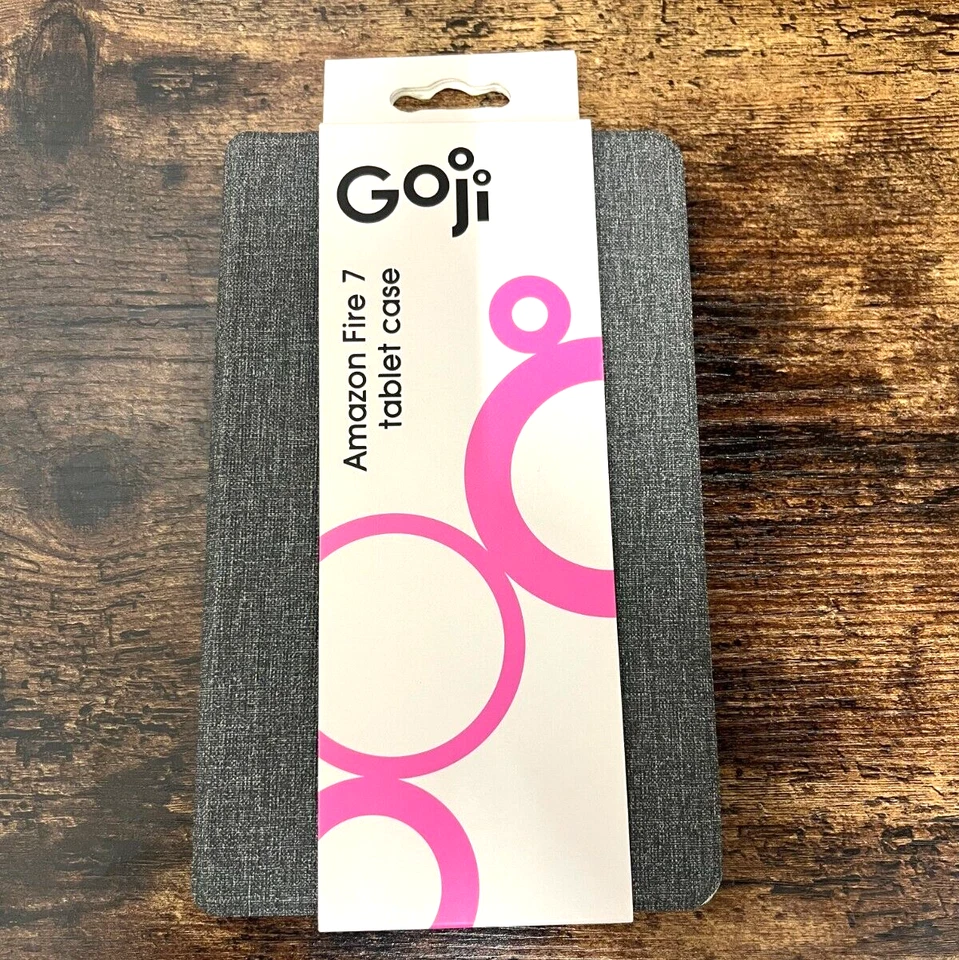 Goji
Amazon Fire 7
tablet case